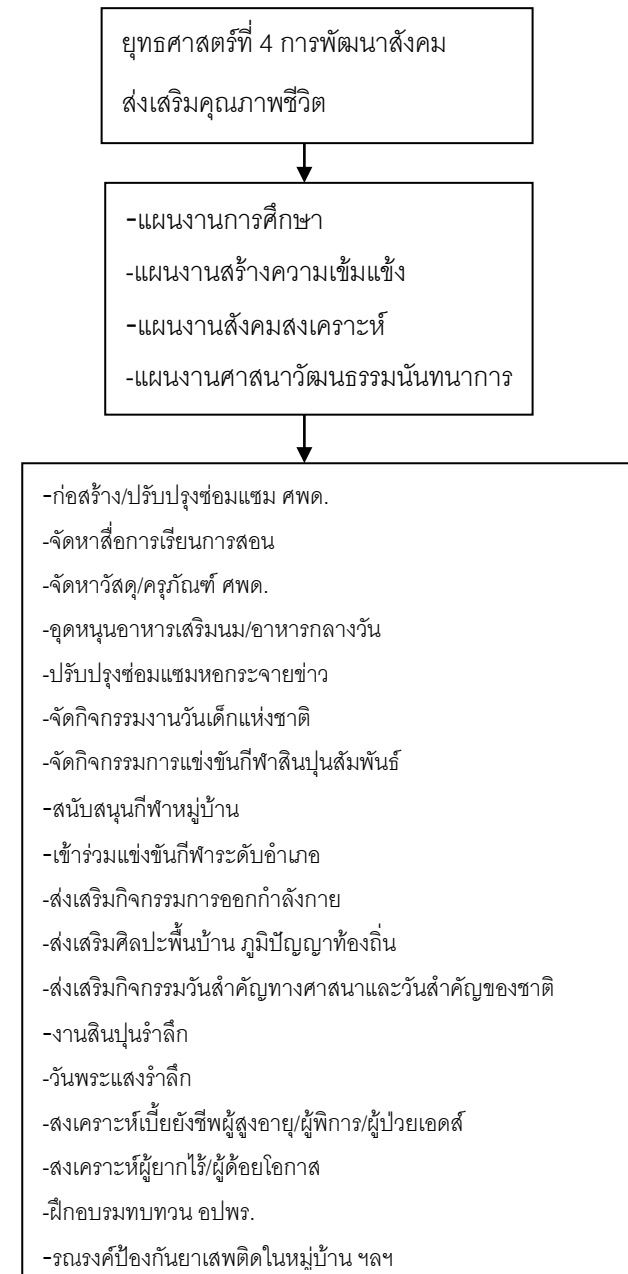 ยุทธศาสตร์ที่ 4 การพัฒนาสังคม
ส่งเสริมคุณภาพชีวิต
-แผนงานการศึกษา
-แผนงานสร้างความเข้มแข้ง
-แผนงานสังคมสงเคราะห์
-แผนงานศาสนาวัฒนธรรมนันทนาการ
-ก่อสร้าง/ปรับปรุงซ่อมแซม ศพด.
-จัดหาสื่อการเรียนการสอน
-จัดหาวัสดุ/ครุภัณฑ์ ศพด.
-อุดหนุนอาหารเสริมนม/อาหารกลางวัน
-ปรับปรุงซ่อมแซมหอกระจายข่าว
-จัดกิจกรรมงานวันเด็กแห่งชาติ
-จัดกิจกรรมการแข่งขันกีฬาสินปุนสัมพันธ์
-สนับสนุนกีฬาหมู่บ้าน
-เข้าร่วมแข่งขันกีฬาระดับอำเภอ
-ส่งเสริมกิจกรรมการออกกำลังกาย
-ส่งเสริมศิลปะพื้นบ้าน ภูมิปัญญาท้องถิ่น
-ส่งเสริมกิจกรรมวันสำคัญทางศาสนาและวันสำคัญของชาติ
-งานสินปุนรำลึก
-วันพระแสงรำลึก
-สงเคราะห์เบี้ยยังชีพผู้สูงอายุ/ผู้พิการ/ผู้ป่วยเอดส์
-สงเคราะห์ผู้ยากไร้/ผู้ด้อยโอกาส
-ฝึกอบรมทบทวน อปพร.
-รณรงค์ป้องกันยาเสพติดในหมู่บ้าน ฯลฯ